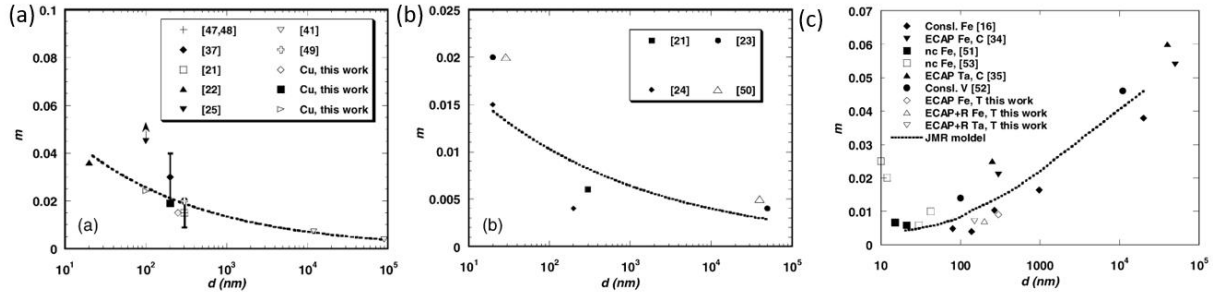 (a)
[47,48]
[37]
[21]
[22]
[25]
[41]
[49]
Cu, this work
Cu, this work
Cu, this work
0.1
0.08
0.06
0.04
0.02
0
m
(a)
10¹ 10² 10³ 10⁴ 10⁵
d (nm)
(b)
[21]
[23]
[24]
[50]
0.025
0.02
0.015
0.01
0.005
0
m
(b)
10¹ 10² 10³ 10⁴ 10⁵
d (nm)
(c)
Consl. Fe [16]
ECAP Fe, C [34]
nc Fe, [51]
nc Fe, [53]
ECAP Ta, C [35]
Consl. V [52]
ECAP Fe, T this work
ECAP+R Fe, T this work
ECAP+R Ta, T this work
JMR moldel
0.07
0.06
0.05
0.04
0.03
0.02
0.01
0
m
10 100 1000 10⁴ 10⁵
d (nm)